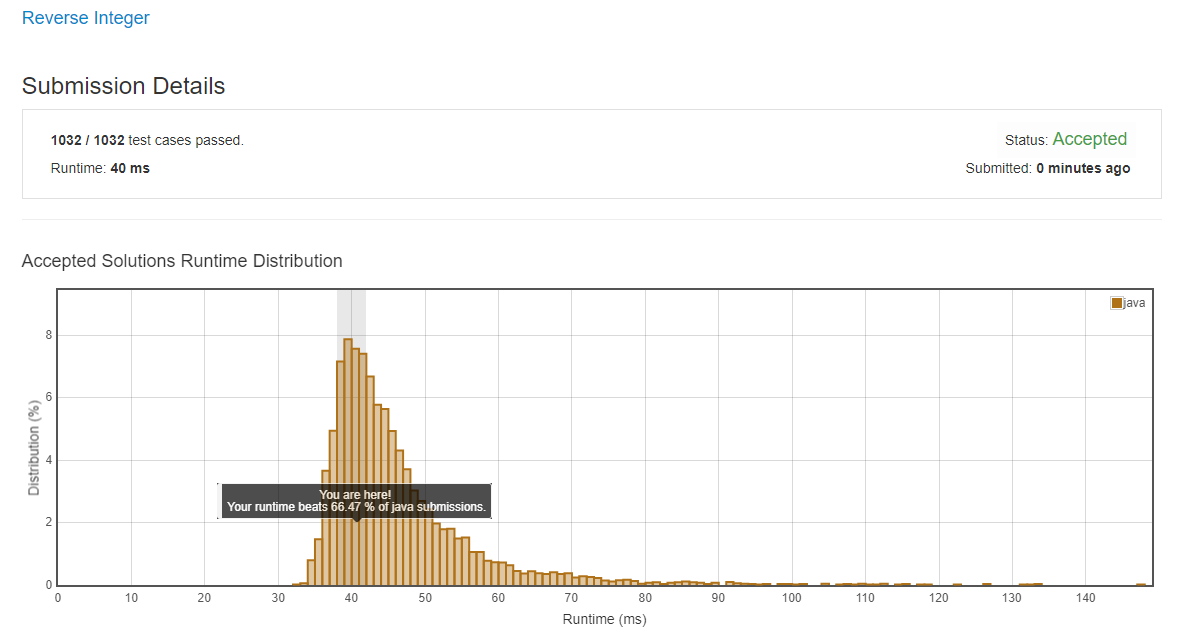 Reverse Integer
Submission Details
1032 / 1032 test cases passed.
Status: Accepted
Runtime: 40 ms
Submitted: 0 minutes ago
Accepted Solutions Runtime Distribution
java
8
6
4
2
0
Distribution (%)
You are here!
Your runtime beats 66.47 % of java submissions.
0 10 20 30 40 50 60 70 80 90 100 110 120 130 140
Runtime (ms)